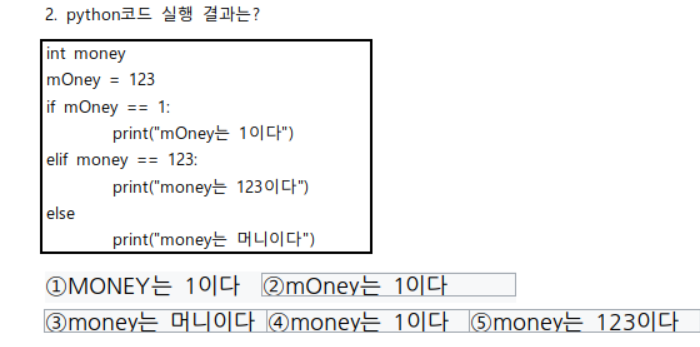 2. python코드 실행 결과는?
int money
mOney = 123
if mOney == 1:
print("mOney는 1이다")
elif money == 123:
print("money는 123이다")
else
print("money는 머니이다")
①MONEY는 1이다 ②mOney는 1이다
③money는 머니이다 ④money는 1이다 ⑤money는 123이다